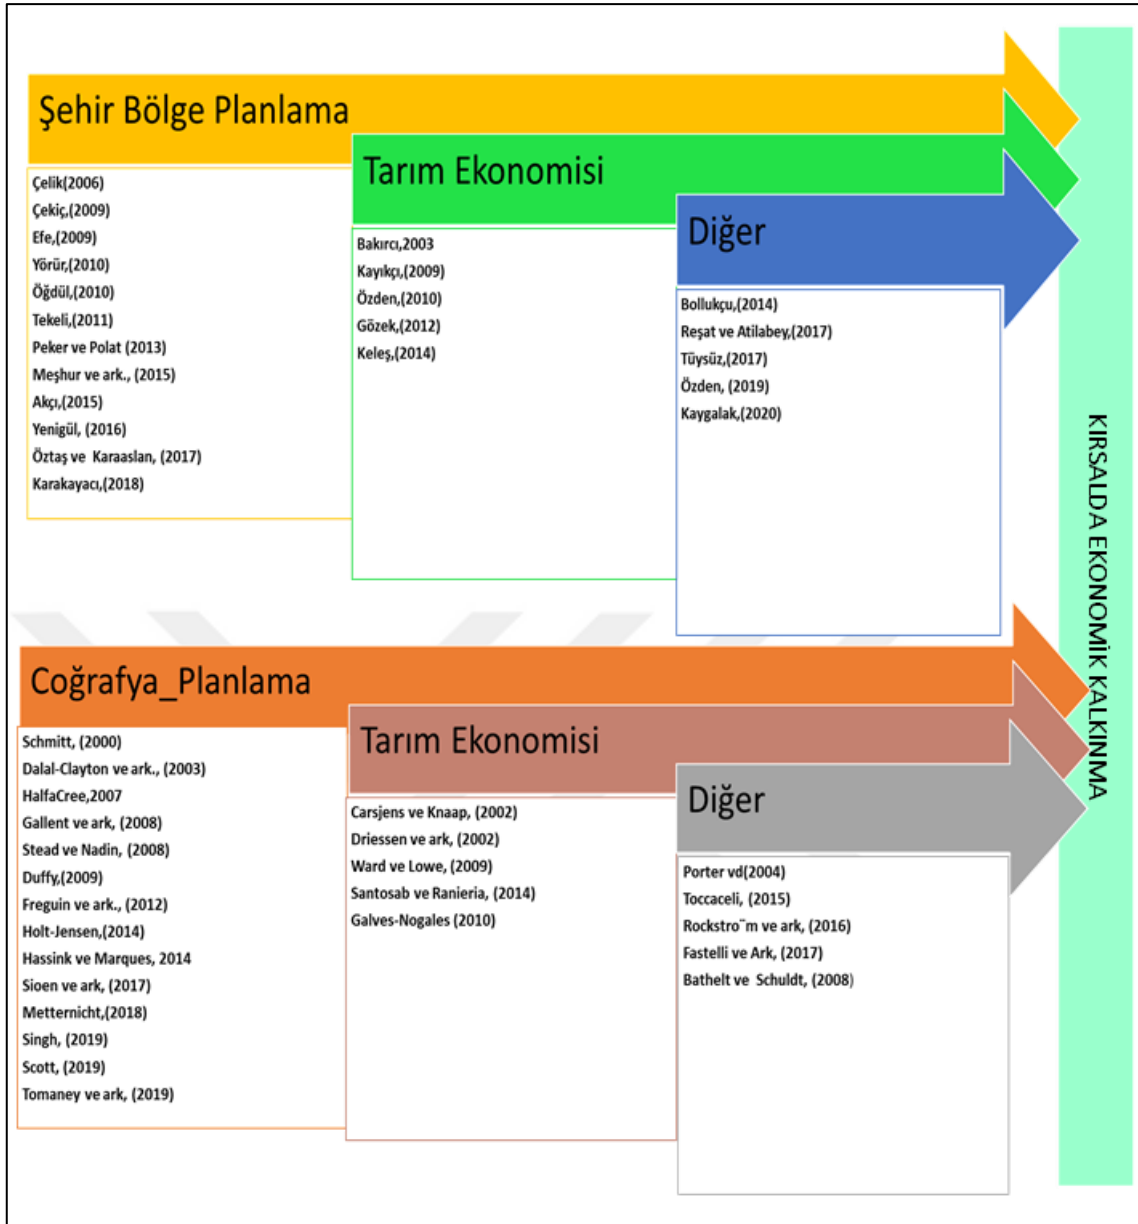 Şehir Bölge Planlama
Çelik(2006)
Çekiç,(2009)
Efe,(2009)
Yörür,(2010)
Öğdül,(2010)
Tekeli,(2011)
Peker ve Polat (2013)
Meşhur ve ark., (2015)
Akçı,(2015)
Yenigül, (2016)
Öztaş ve Karaaslan, (2017)
Karakayacı,(2018)
Tarım Ekonomisi
Bakırcı,2003
Kayıkçı,(2009)
Özden,(2010)
Gözek,(2012)
Keleş,(2014)
Diğer
Bollukçu,(2014)
Reşat ve Atilabey,(2017)
Tüysüz,(2017)
Özden, (2019)
Kaygalak,(2020)
Coğrafya_Planlama
Schmitt, (2000)
Dalal-Clayton ve ark., (2003)
HalfaCree,2007
Gallent ve ark, (2008)
Stead ve Nadin, (2008)
Duffy,(2009)
Freguin ve ark., (2012)
Holt-Jensen,(2014)
Hassink ve Marques, 2014
Sioen ve ark, (2017)
Metternicht,(2018)
Singh, (2019)
Scott, (2019)
Tomaney ve ark, (2019)
Tarım Ekonomisi
Carsjens ve Knaap, (2002)
Driessen ve ark, (2002)
Ward ve Lowe, (2009)
Santosab ve Ranieria, (2014)
Galves-Nogales (2010)
Diğer
Porter vd(2004)
Toccaceli, (2015)
Rockstro¨m ve ark, (2016)
Fastelli ve Ark, (2017)
Bathelt ve Schuldt, (2008)
KIRSALDA EKONOMİK KALKINMA